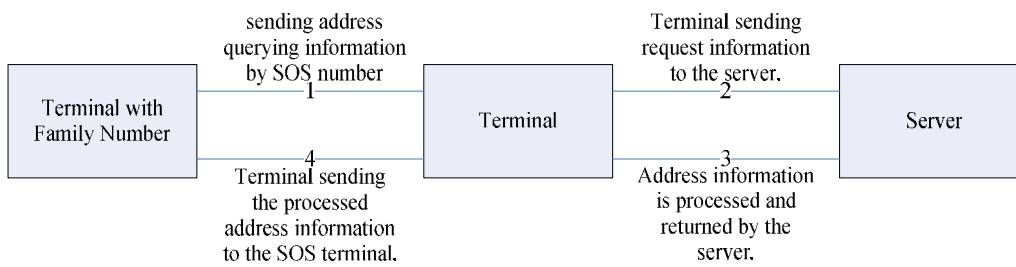 sending address
querying information
by SOS number
1
Terminal sending
request information
to the server.
2
Terminal with
Family Number
Terminal
Server
4
Terminal sending
the processed
address information
to the SOS terminal.
3
Address information
is processed and
returned by the
server.